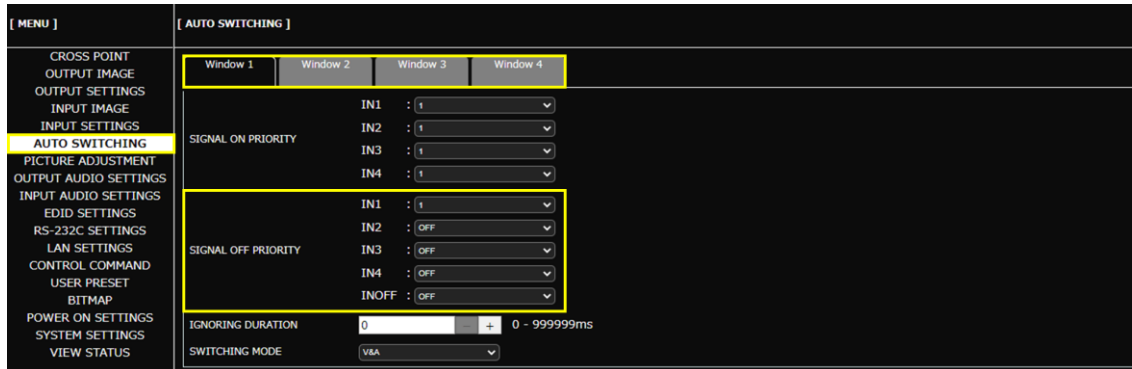 [ MENU ]
[ AUTO SWITCHING ]
CROSS POINT
OUTPUT IMAGE
OUTPUT SETTINGS
INPUT IMAGE
INPUT SETTINGS
AUTO SWITCHING
PICTURE ADJUSTMENT
OUTPUT AUDIO SETTINGS
INPUT AUDIO SETTINGS
EDID SETTINGS
RS-232C SETTINGS
LAN SETTINGS
CONTROL COMMAND
USER PRESET
BITMAP
POWER ON SETTINGS
SYSTEM SETTINGS
VIEW STATUS
Window 1 Window 2 Window 3 Window 4
SIGNAL ON PRIORITY
IN1 : 1
IN2 : 1
IN3 : 1
IN4 : 1
SIGNAL OFF PRIORITY
IN1 : 1
IN2 : OFF
IN3 : OFF
IN4 : OFF
INOFF : OFF
IGNORING DURATION 0 - + 0 - 999999ms
SWITCHING MODE V&A